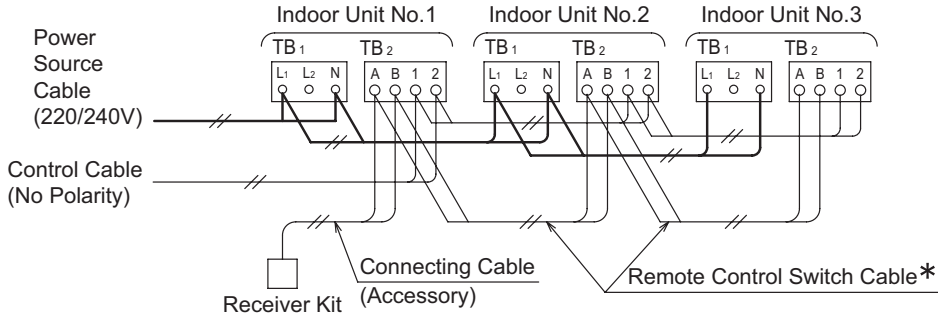 Indoor Unit No.1 Indoor Unit No.2 Indoor Unit No.3
TB1 TB2 TB1 TB2 TB1 TB2
L1 L2 N A B 1 2 L1 L2 N A B 1 2 L1 L2 N A B 1 2
Power
Source
Cable
(220/240V)
Control Cable
(No Polarity)
Connecting Cable
(Accessory)
Remote Control Switch Cable*
Receiver Kit